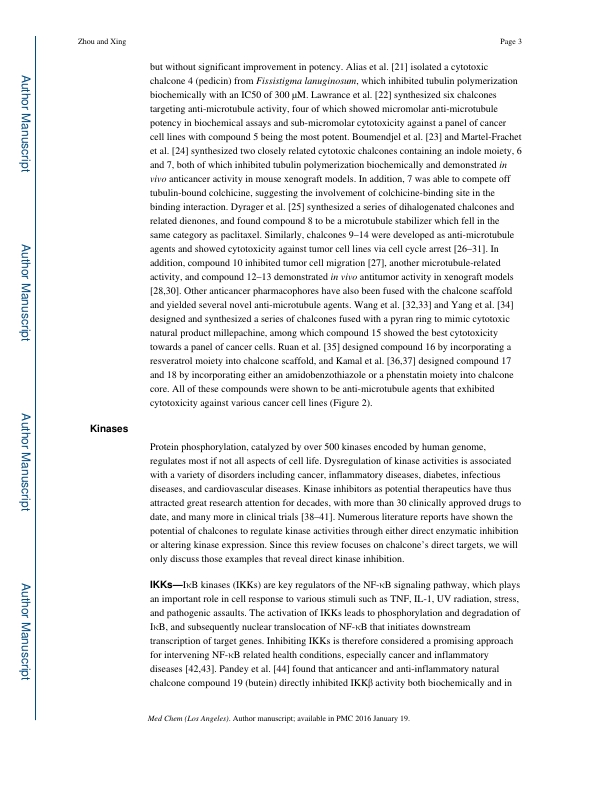 Zhou and Xing
Page 3
but without significant improvement in potency. Alias et al. [21] isolated a cytotoxic
chalcone 4 (pedicin) from Fissistigma lanuginosum, which inhibited tubulin polymerization
biochemically with an IC50 of 300 μM. Lawrance et al. [22] synthesized six chalcones
targeting anti-microtubule activity, four of which showed micromolar anti-microtubule
potency in biochemical assays and sub-micromolar cytotoxicity against a panel of cancer
cell lines with compound 5 being the most potent. Boumendjel et al. [23] and Martel-Frachet
et al. [24] synthesized two closely related cytotoxic chalcones containing an indole moiety, 6
and 7, both of which inhibited tubulin polymerization biochemically and demonstrated in
vivo anticancer activity in mouse xenograft models. In addition, 7 was able to compete off
tubulin-bound colchicine, suggesting the involvement of colchicine-binding site in the
binding interaction. Dyrager et al. [25] synthesized a series of dihalogenated chalcones and
related dienones, and found compound 8 to be a microtubule stabilizer which fell in the
same category as paclitaxel. Similarly, chalcones 9–14 were developed as anti-microtubule
agents and showed cytotoxicity against tumor cell lines via cell cycle arrest [26–31]. In
addition, compound 10 inhibited tumor cell migration [27], another microtubule-related
activity, and compound 12–13 demonstrated in vivo antitumor activity in xenograft models
[28,30]. Other anticancer pharmacophores have also been fused with the chalcone scaffold
and yielded several novel anti-microtubule agents. Wang et al. [32,33] and Yang et al. [34]
designed and synthesized a series of chalcones fused with a pyran ring to mimic cytotoxic
natural product millepachine, among which compound 15 showed the best cytotoxicity
towards a panel of cancer cells. Ruan et al. [35] designed compound 16 by incorporating a
resveratrol moiety into chalcone scaffold, and Kamal et al. [36,37] designed compound 17
and 18 by incorporating either an amidobenzothiazole or a phenstatin moiety into chalcone
core. All of these compounds were shown to be anti-microtubule agents that exhibited
cytotoxicity against various cancer cell lines (Figure 2).
Kinases
Protein phosphorylation, catalyzed by over 500 kinases encoded by human genome,
regulates most if not all aspects of cell life. Dysregulation of kinase activities is associated
with a variety of disorders including cancer, inflammatory diseases, diabetes, infectious
diseases, and cardiovascular diseases. Kinase inhibitors as potential therapeutics have thus
attracted great research attention for decades, with more than 30 clinically approved drugs to
date, and many more in clinical trials [38–41]. Numerous literature reports have shown the
potential of chalcones to regulate kinase activities through either direct enzymatic inhibition
or altering kinase expression. Since this review focuses on chalcone's direct targets, we will
only discuss those examples that reveal direct kinase inhibition.
IKKs—IκB kinases (IKKs) are key regulators of the NF-κB signaling pathway, which plays
an important role in cell response to various stimuli such as TNF, IL-1, UV radiation, stress,
and pathogenic assaults. The activation of IKKs leads to phosphorylation and degradation of
IκB, and subsequently nuclear translocation of NF-κB that initiates downstream
transcription of target genes. Inhibiting IKKs is therefore considered a promising approach
for intervening NF-κB related health conditions, especially cancer and inflammatory
diseases [42,43]. Pandey et al. [44] found that anticancer and anti-inflammatory natural
chalcone compound 19 (butein) directly inhibited IKKβ activity both biochemically and in
Med Chem (Los Angeles). Author manuscript; available in PMC 2016 January 19.
Author Manuscript
Author Manuscript
Author Manuscript
Author Manuscript